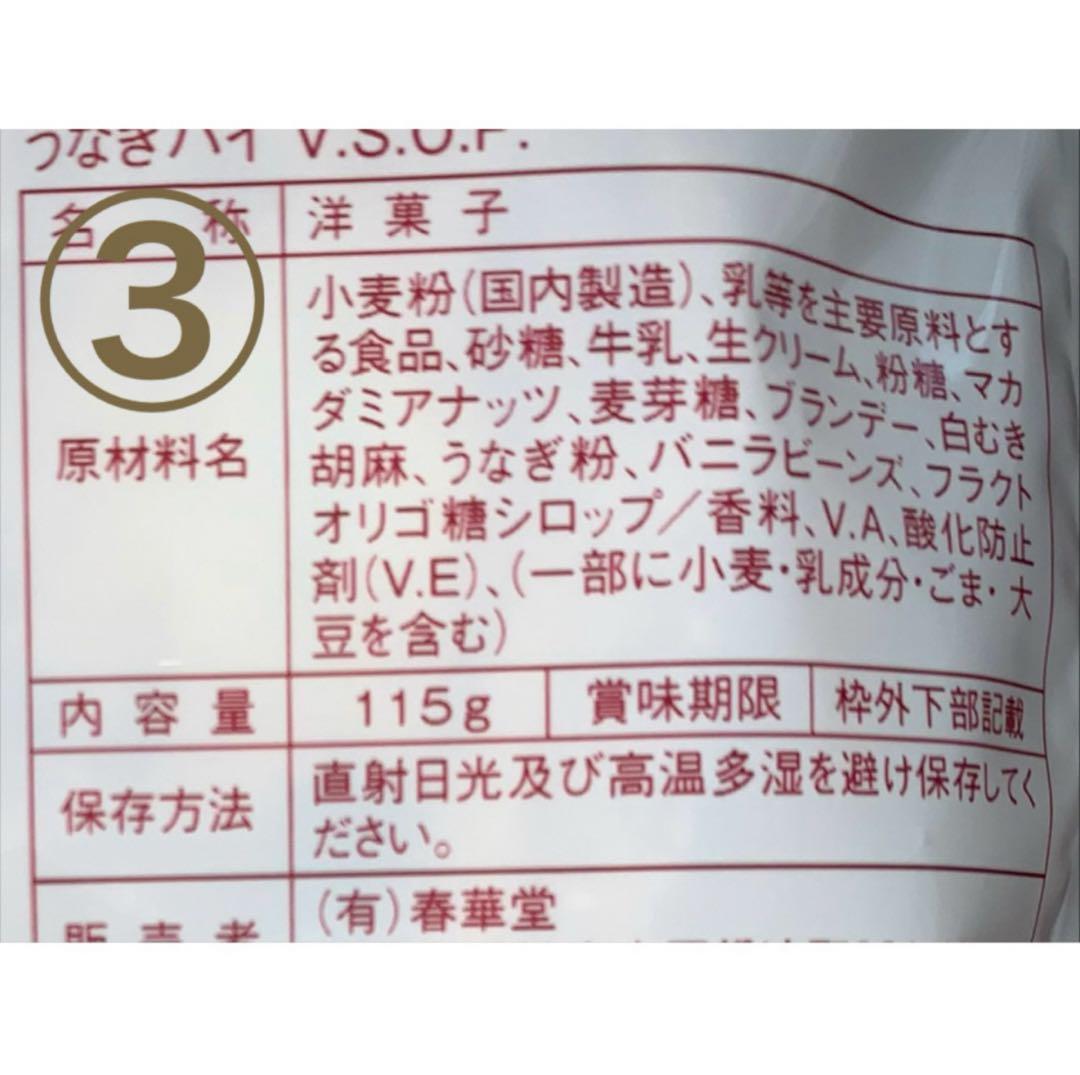 うなぎパイ V.S.O.P.
③
名 称 洋菓子
小麦粉(国内製造)、乳等を主要原料とす
る食品、砂糖、牛乳、生クリーム、粉糖、マカ
ダミアナッツ、麦芽糖、ブランデー、白むき
原材料名 胡麻、うなぎ粉、バニラビーンズ、フラクト
オリゴ糖シロップ／香料、V.A、酸化防止
剤(V.E)、(一部に小麦・乳成分・ごま・大
豆を含む)
内容量 115g 賞味期限 枠外下部記載
保存方法 直射日光及び高温多湿を避け保存してく
ださい。
販売者 (有)春華堂